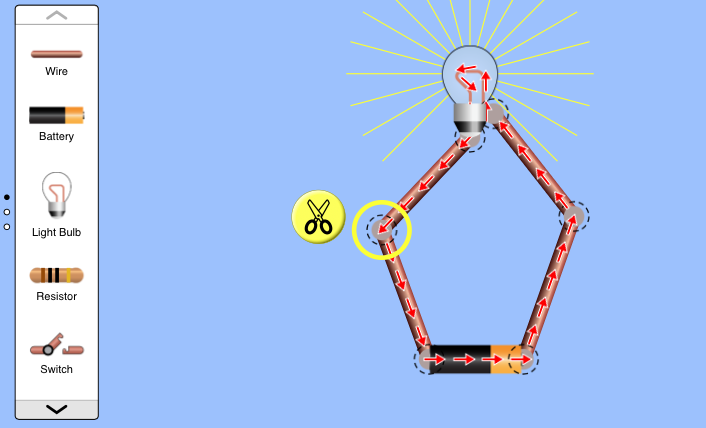 Wire
Battery
Light Bulb
Resistor
Switch